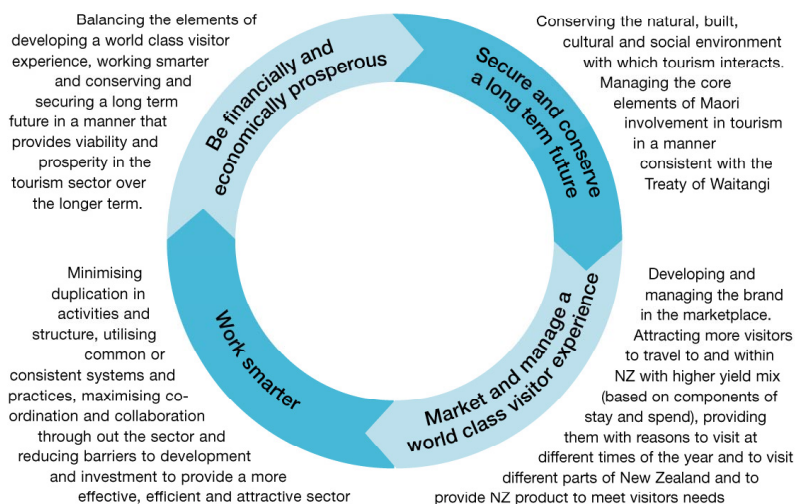 Balancing the elements of
developing a world class visitor
experience, working smarter
and conserving and
securing a long term
future in a manner that
provides viability and
prosperity in the
tourism sector over
the longer term.
Be financially and
economically prosperous
Secure and conserve
a long term future
Conserving the natural, built,
cultural and social environment
with which tourism interacts.
Managing the core
elements of Maori
involvement in tourism
in a manner
consistent with the
Treaty of Waitangi
Minimising
duplication in
activities and
structure, utilising
common or
consistent systems and
practices, maximising co-
ordination and collaboration
through out the sector and
reducing barriers to development
and investment to provide a more
effective, efficient and attractive sector
Work smarter
Market and manage a
world class visitor experience
Developing and
managing the brand
in the marketplace.
Attracting more visitors
to travel to and within
NZ with higher yield mix
(based on components of
stay and spend), providing
them with reasons to visit at
different times of the year and to visit
different parts of New Zealand and to
provide NZ product to meet visitors needs